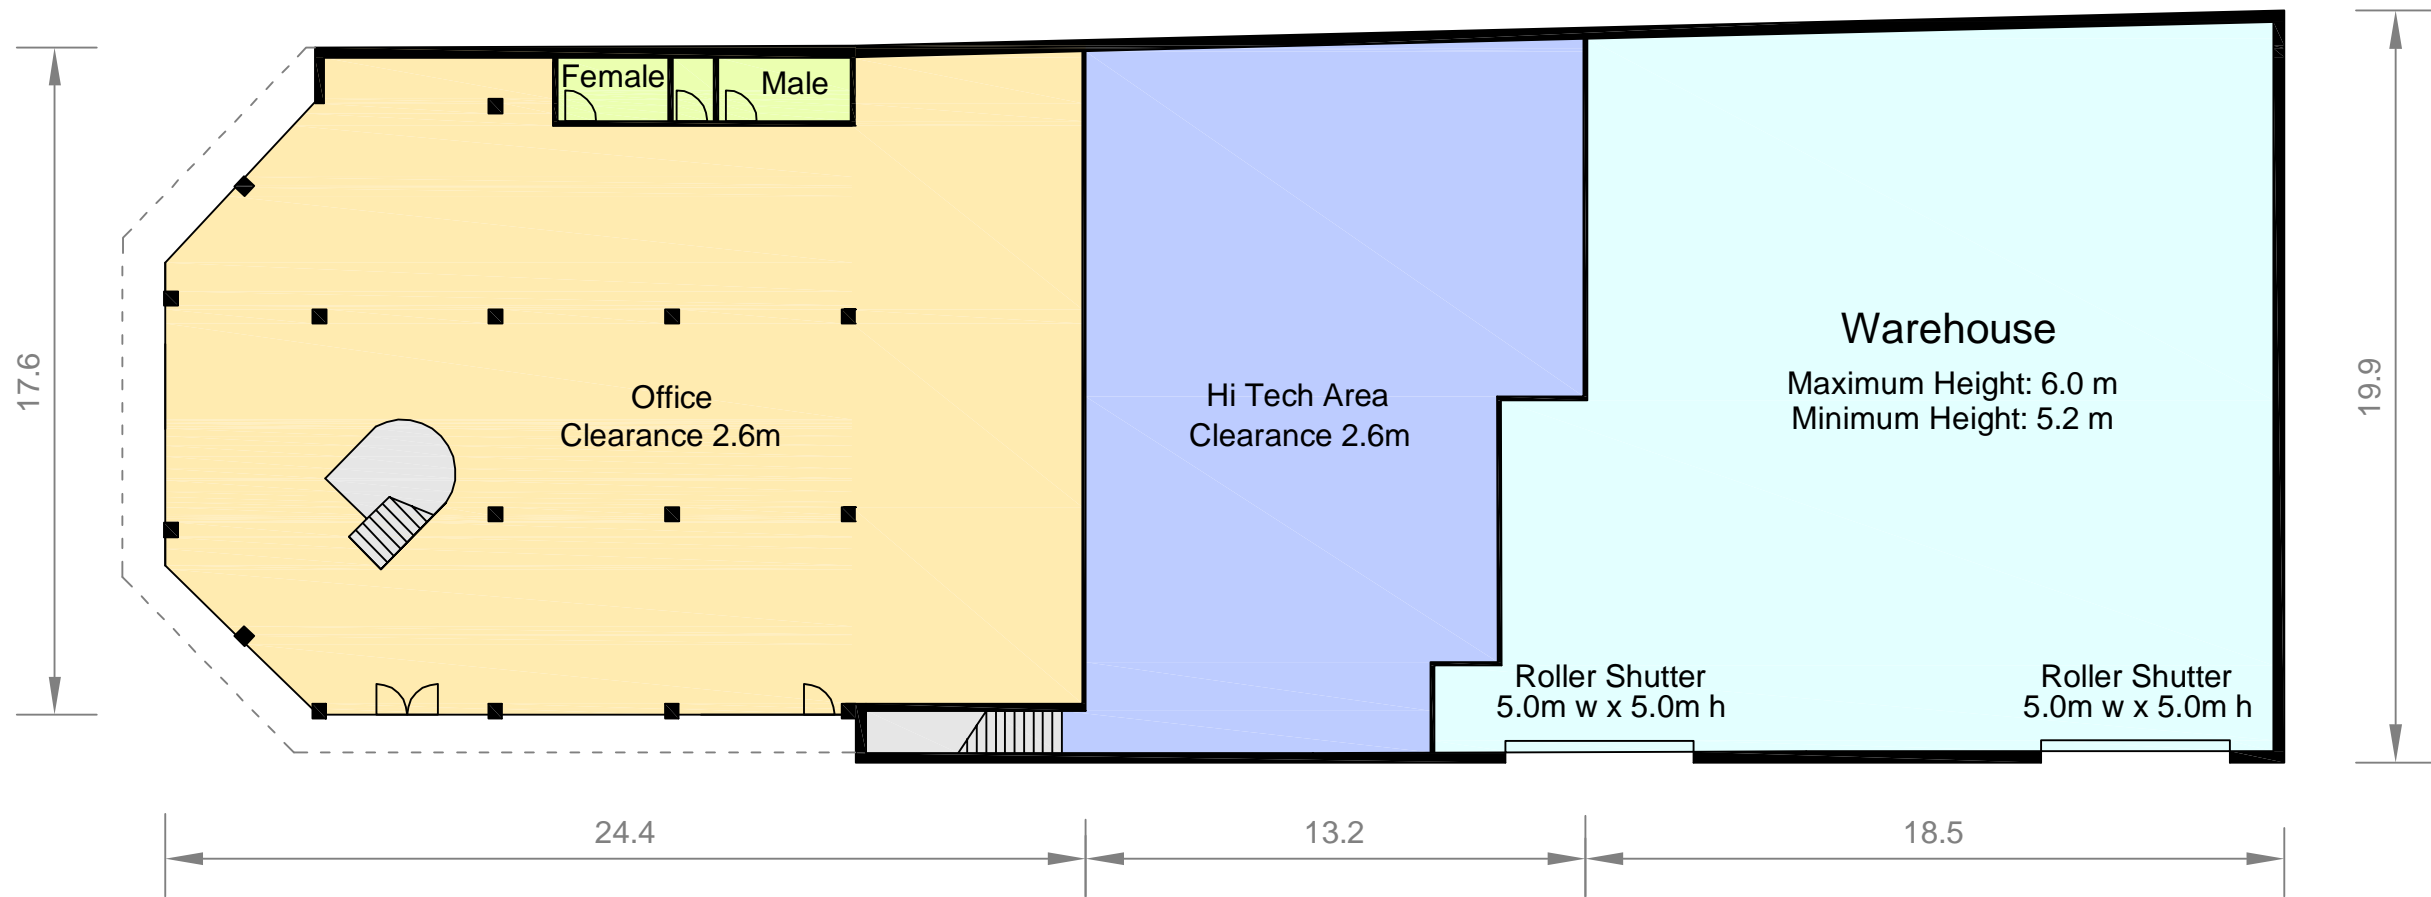 Female
Male
17.6
Office
Clearance 2.6m
Hi Tech Area
Clearance 2.6m
Warehouse
Maximum Height: 6.0 m
Minimum Height: 5.2 m
19.9
Roller Shutter
5.0m w x 5.0m h
Roller Shutter
5.0m w x 5.0m h
24.4
13.2
18.5